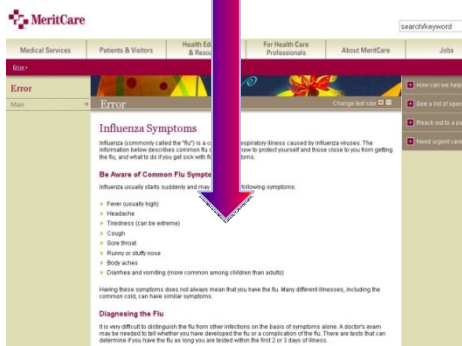 MeritCare
search/keyword
Medical Services
Patients & Visitors
Health
& Resou
For Health Care
Professionals
About MeritCare
Jobs
Error
Error
Main
Error
Change text size
How can we help
See a list of spec
Reach out to a pa
Need urgent care
Influenza Symptoms
Influenza (commonly called the "flu") is a respiratory illness caused by influenza viruses. The
information below describes common flu how to protect yourself and those close to you from getting
the flu, and what to do if you get sick with
Be Aware of Common Flu Sympto
Influenza usually starts suddenly and may following symptoms:
Fever (usually high)
Headache
Tiredness (can be extreme)
Cough
Sore throat
Runny or stuffy nose
Body aches
Diarrhea and vomiting (more common among children than adults)
Having these symptoms does not always mean that you have the flu. Many different illnesses, including the
common cold, can have similar symptoms.
Diagnosing the Flu
It is very difficult to distinguish the flu from other infections on the basis of symptoms alone. A doctor's exam
may be needed to tell whether you have developed the flu or a complication of the flu. There are tests that can
determine if you have the flu as long you are tested within the first 2 or 3 days of illness.